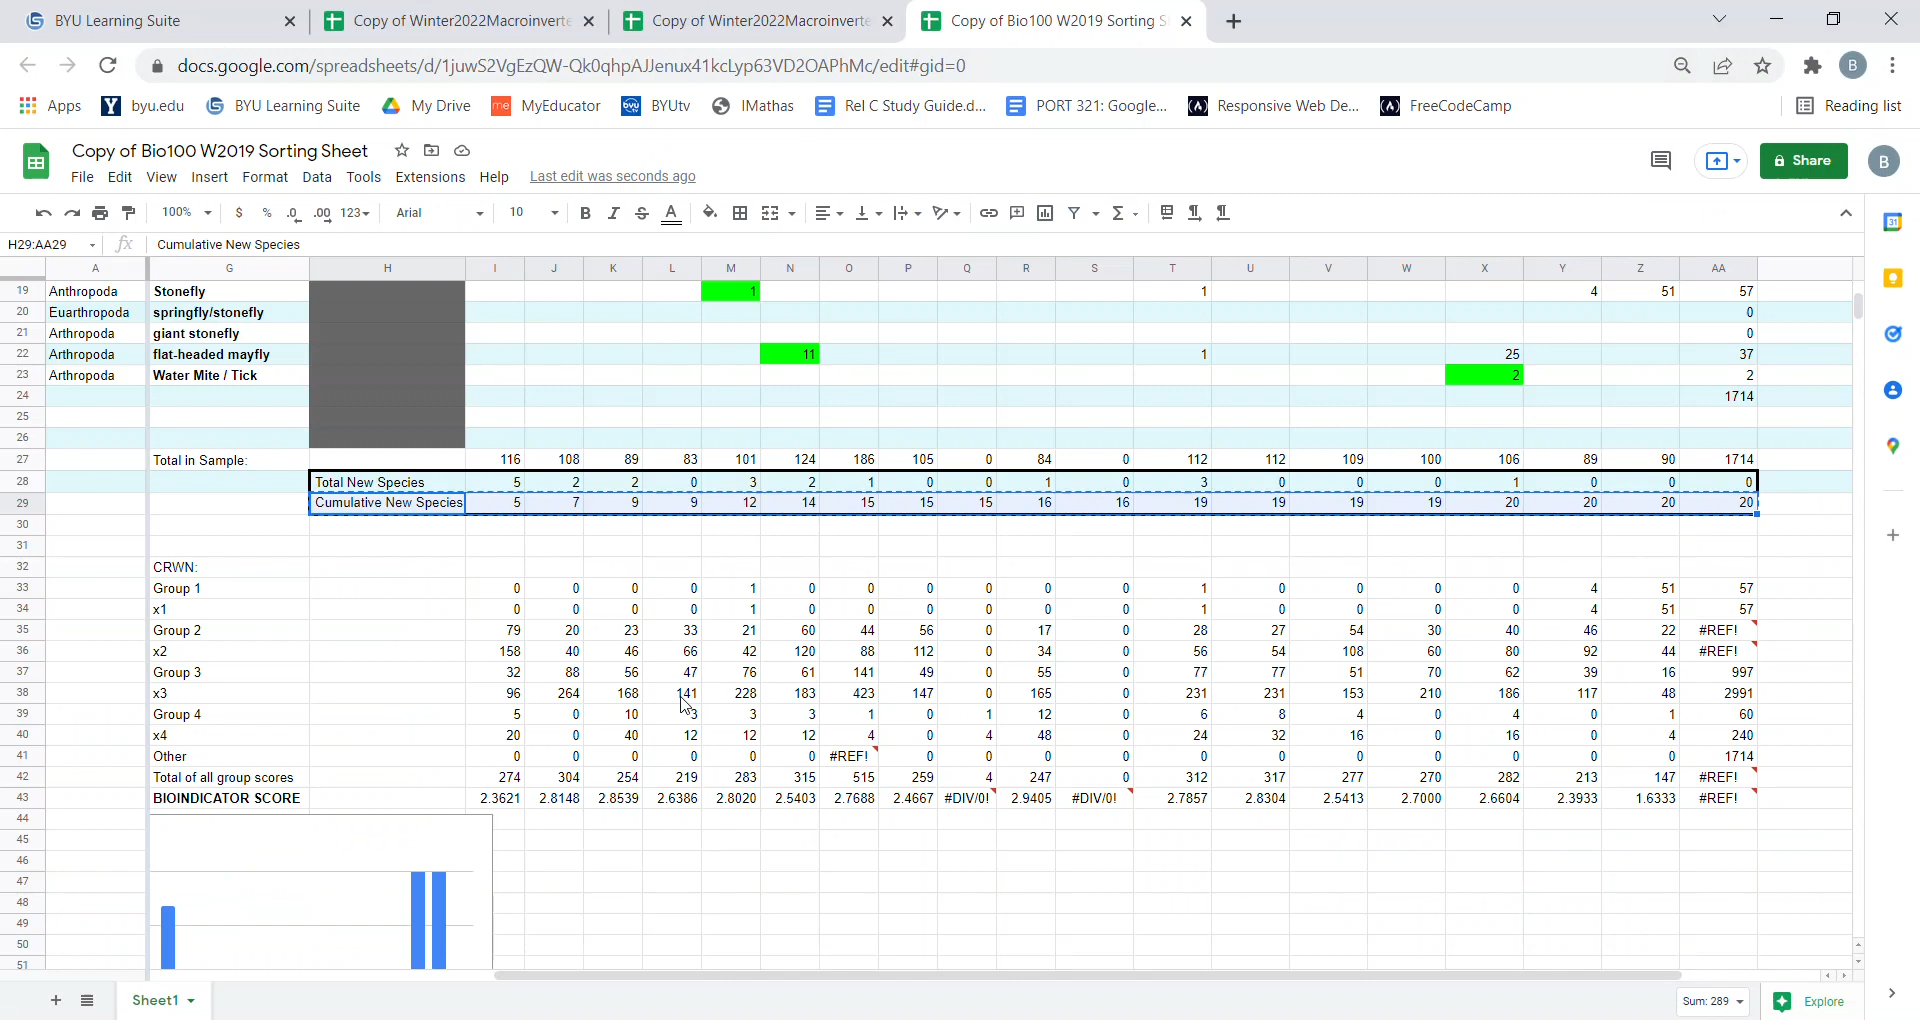 BYU Learning Suite
Copy of Winter2022Macroinverte
Copy of Winter2022Macroinverte
Copy of Bio100 W2019 Sorting S
docs.google.com/spreadsheets/d/1juwS2VgEzQW-Qk0qhpAJJenux41kcLyp63VD2OAPhMc/edit#gid=0
B
Apps
byu.edu
BYU Learning Suite
My Drive
MyEducator
BYUtv
IMathas
Rel C Study Guide.d...
PORT 321: Google...
Responsive Web De...
FreeCodeCamp
Reading list
Copy of Bio100 W2019 Sorting Sheet
Share
B
File Edit View Insert Format Data Tools Extensions Help Last edit was seconds ago
100% $ % .0 .00 123 Arial 10 B I S A
H29:AA29 fx Cumulative New Species
A G H I J K L M N O P Q R S T U V W X Y Z AA
19 Anthropoda Stonefly 1 1 4 51 57
20 Euarthropoda springfly/stonefly 0
21 Arthropoda giant stonefly 0
22 Arthropoda flat-headed mayfly 11 1 25 37
23 Arthropoda Water Mite / Tick 2 2
24 1714
25
26
27 Total in Sample: 116 108 89 83 101 124 186 105 0 84 0 112 112 109 100 106 89 90 1714
28 Total New Species 5 2 2 0 3 2 1 0 0 1 0 3 0 0 0 1 0 0 0
29 Cumulative New Species 5 7 9 9 12 14 15 15 15 16 16 19 19 19 19 20 20 20 20
30
31
32 CRWN:
33 Group 1 0 0 0 0 1 0 0 0 0 0 0 1 0 0 0 0 4 51 57
34 x1 0 0 0 0 1 0 0 0 0 0 0 1 0 0 0 0 4 51 57
35 Group 2 79 20 23 33 21 60 44 56 0 17 0 28 27 54 30 40 46 22 #REF!
36 x2 158 40 46 66 42 120 88 112 0 34 0 56 54 108 60 80 92 44 #REF!
37 Group 3 32 88 56 47 76 61 141 49 0 55 0 77 77 51 70 62 39 16 997
38 x3 96 264 168 141 228 183 423 147 0 165 0 231 231 153 210 186 117 48 2991
39 Group 4 5 0 10 3 3 3 1 0 1 12 0 6 8 4 0 4 0 1 60
40 x4 20 0 40 12 12 12 4 0 4 48 0 24 32 16 0 16 0 4 240
41 Other 0 0 0 0 0 0 #REF! 0 0 0 0 0 0 0 0 0 0 0 1714
42 Total of all group scores 274 304 254 219 283 315 515 259 4 247 0 312 317 277 270 282 213 147 #REF!
43 BIOINDICATOR SCORE 2.3621 2.8148 2.8539 2.6386 2.8020 2.5403 2.7688 2.4667 #DIV/0! 2.9405 #DIV/0! 2.7857 2.8304 2.5413 2.7000 2.6604 2.3933 1.6333 #REF!
44
45
46
47
48
49
50
51
Sheet1
Sum: 289
Explore